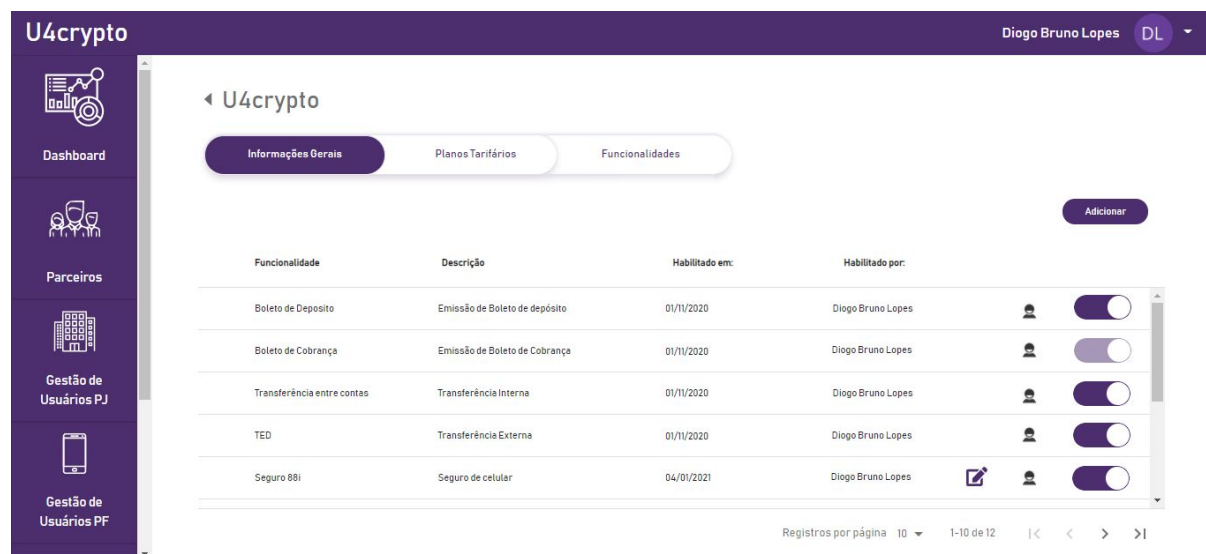 U4crypto
Diogo Bruno Lopes DL
Dashboard
Parceiros
Gestão de
Usuários PJ
Gestão de
Usuários PF
U4crypto
Informações Gerais Planos Tarifários Funcionalidades
Adicionar
Funcionalidade Descrição Habilitado em: Habilitado por:
Boleto de Deposito Emissão de Boleto de depósito 01/11/2020 Diogo Bruno Lopes
Boleto de Cobrança Emissão de Boleto de Cobrança 01/11/2020 Diogo Bruno Lopes
Transferência entre contas Transferência Interna 01/11/2020 Diogo Bruno Lopes
TED Transferência Externa 01/11/2020 Diogo Bruno Lopes
Seguro 88i Seguro de celular 04/01/2021 Diogo Bruno Lopes
Registros por página 10 1-10 de 12